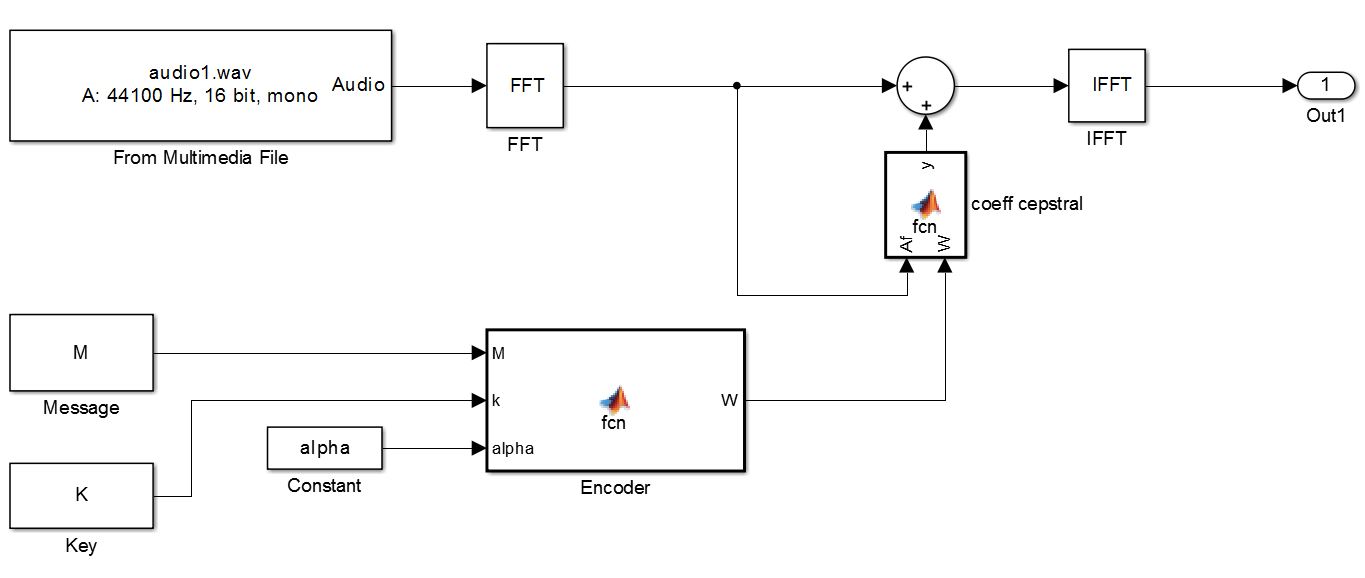 audio1.wav
A: 44100 Hz, 16 bit, mono
Audio
From Multimedia File
FFT
FFT
+
+
IFFT
IFFT
1
Out1
y
fcn
Af
W
coeff cepstral
M
Message
K
Key
alpha
Constant
M
k
alpha
fcn
W
Encoder